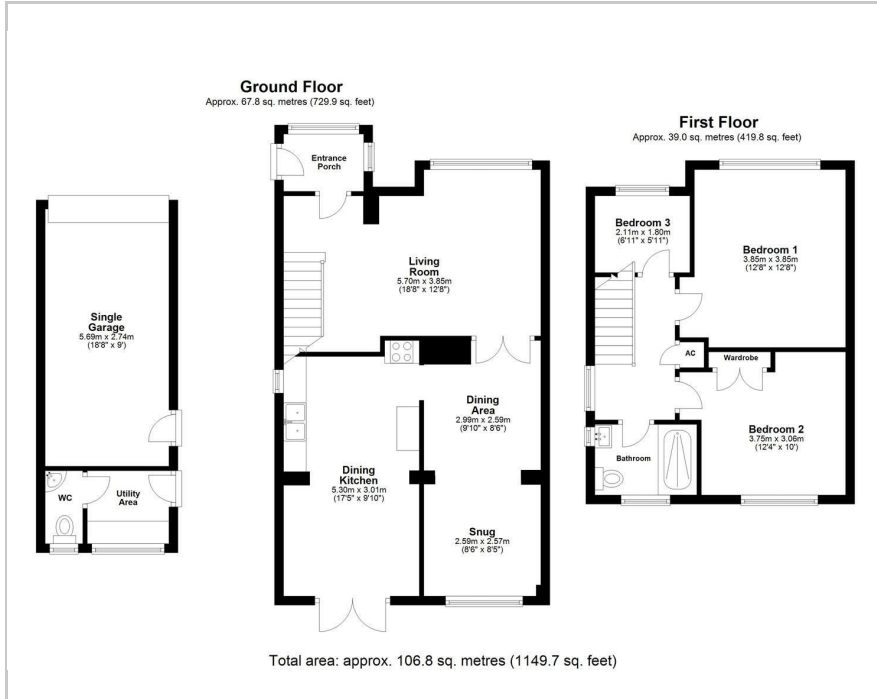 Ground Floor
Approx. 67.8 sq. metres (729.9 sq. feet)
First Floor
Approx. 39.0 sq. metres (419.8 sq. feet)
Entrance
Porch
Living
Room
5.70m x 3.85m
(18'8" x 12'8")
Single
Garage
5.69m x 2.74m
(18'8" x 9')
WC
Utility
Area
Dining
Area
2.99m x 2.59m
(9'10" x 8'6")
Dining
Kitchen
5.30m x 3.01m
(17'5" x 9'10")
Snug
2.59m x 2.57m
(8'6" x 8'5")
Bedroom 3
2.11m x 1.80m
(6'11" x 5'11")
Bedroom 1
3.85m x 3.85m
(12'8" x 12'8")
AC
Wardrobe
Bedroom 2
3.75m x 3.06m
(12'4" x 10')
Bathroom
Total area: approx. 106.8 sq. metres (1149.7 sq. feet)